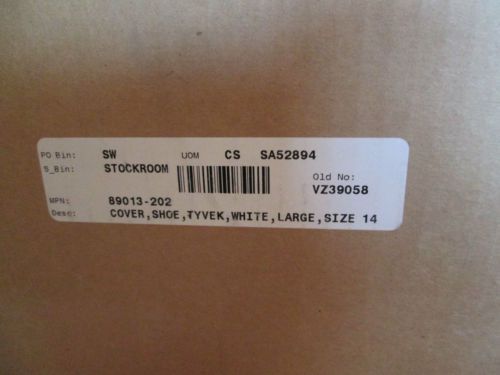 PO Bin: SW UOM CS SA52894
S_Bin: STOCKROOM Old No:
VZ39058
MPN: 89013-202
Desc: COVER,SHOE,TYVEK,WHITE,LARGE,SIZE 14